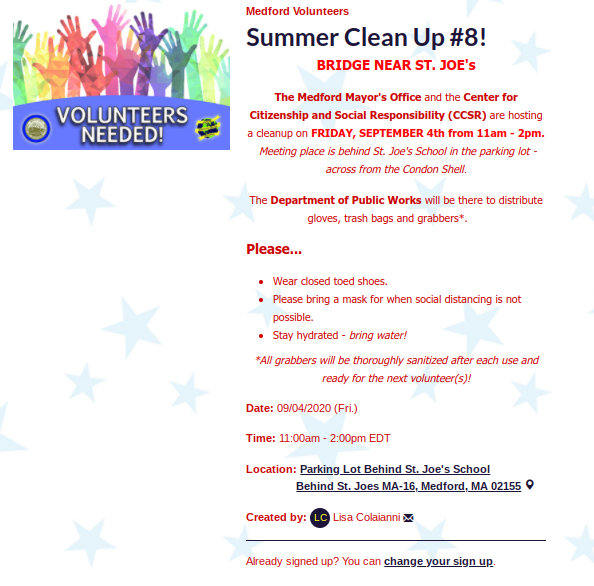 VOLUNTEERS
NEEDED!
Medford Volunteers
Summer Clean Up #8!
BRIDGE NEAR ST. JOE's
The Medford Mayor's Office and the Center for
Citizenship and Social Responsibility (CCSR) are hosting
a cleanup on FRIDAY, SEPTEMBER 4th from 11am - 2pm.
Meeting place is behind St. Joe's School in the parking lot -
across from the Condon Shell.
The Department of Public Works will be there to distribute
gloves, trash bags and grabbers*.
Please...
Wear closed toed shoes.
Please bring a mask for when social distancing is not
possible.
Stay hydrated - bring water!
*All grabbers will be thoroughly sanitized after each use and
ready for the next volunteer(s)!
Date: 09/04/2020 (Fri.)
Time: 11:00am - 2:00pm EDT
Location: Parking Lot Behind St. Joe's School
Behind St. Joes MA-16, Medford, MA 02155
Created by: LC Lisa Colaianni
Already signed up? You can change your sign up.